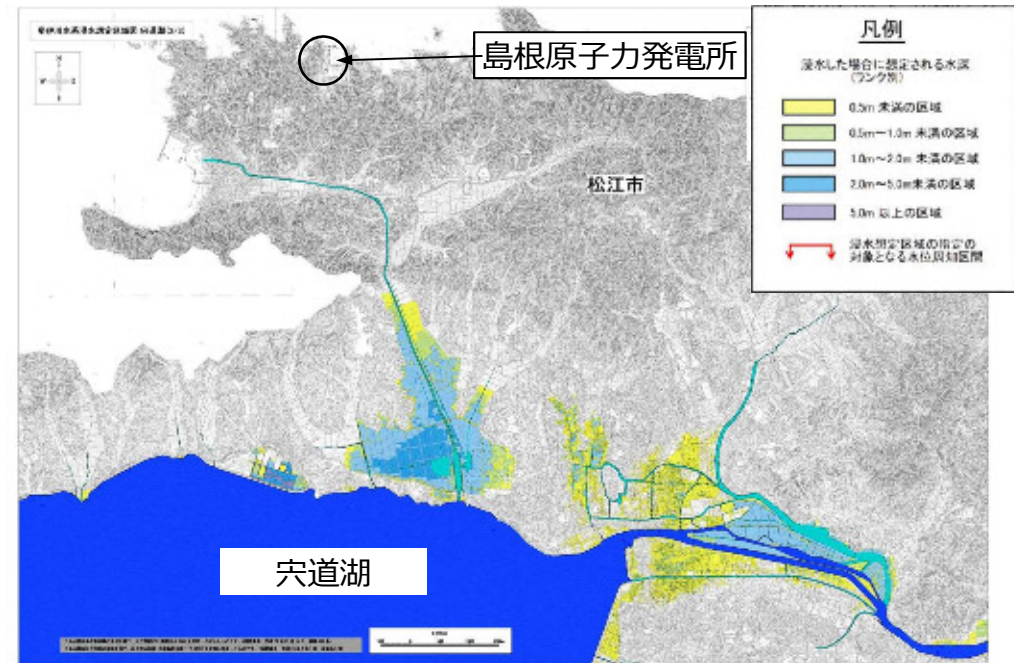 島根原子力発電所
凡例
浸水した場合に想定される水深
(ランク別)
0.5m 未満の区域
0.5m~1.0m 未満の区域
1.0m~2.0m 未満の区域
2.0m~5.0m未満の区域
5.0m 以上の区域
浸水想定区域の指定の
対象となる水位周知区間
松江市
宍道湖